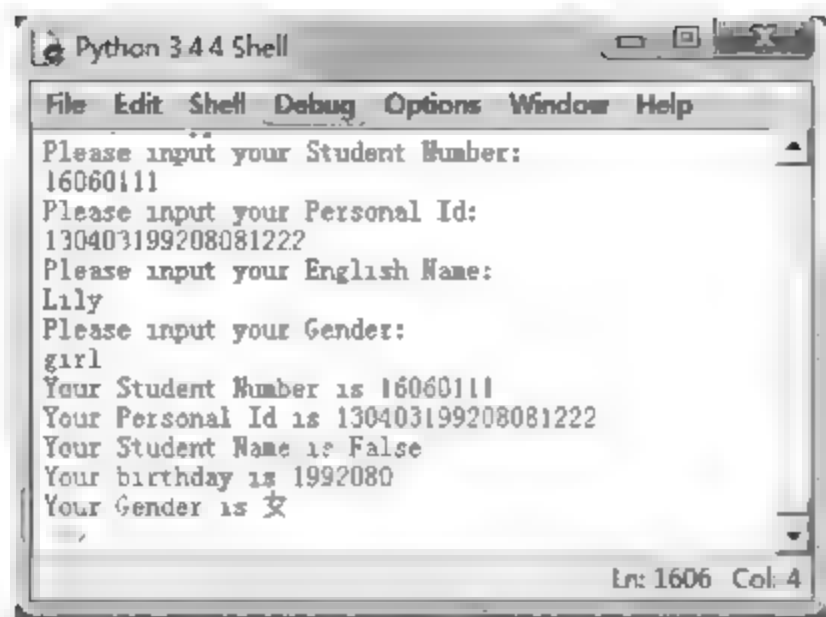 Python 3.4.4 Shell
File Edit Shell Debug Options Window Help
Please input your Student Number:
16060111
Please input your Personal Id:
130403199208081222
Please input your English Name:
Lily
Please input your Gender:
girl
Your Student Number is 16060111
Your Personal Id is 130403199208081222
Your Student Name is False
Your birthday is 1992080
Your Gender is 女
Ln: 1606 Col: 4